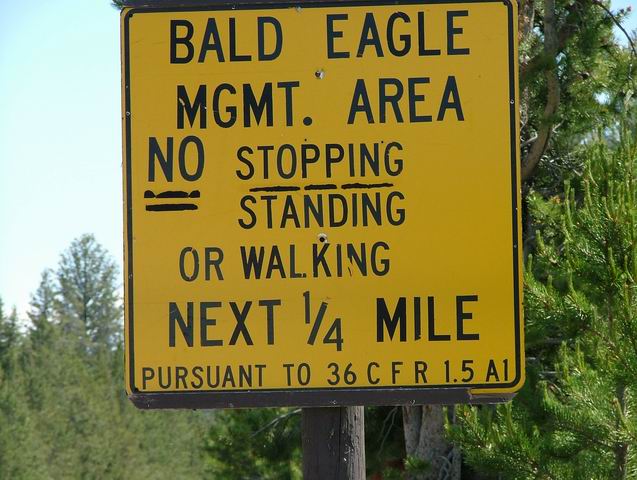 BALD EAGLE
MGMT. AREA
NO STOPPING
STANDING
OR WALKING
NEXT 1/4 MILE
PURSUANT TO 36 C F R 1.5 A1